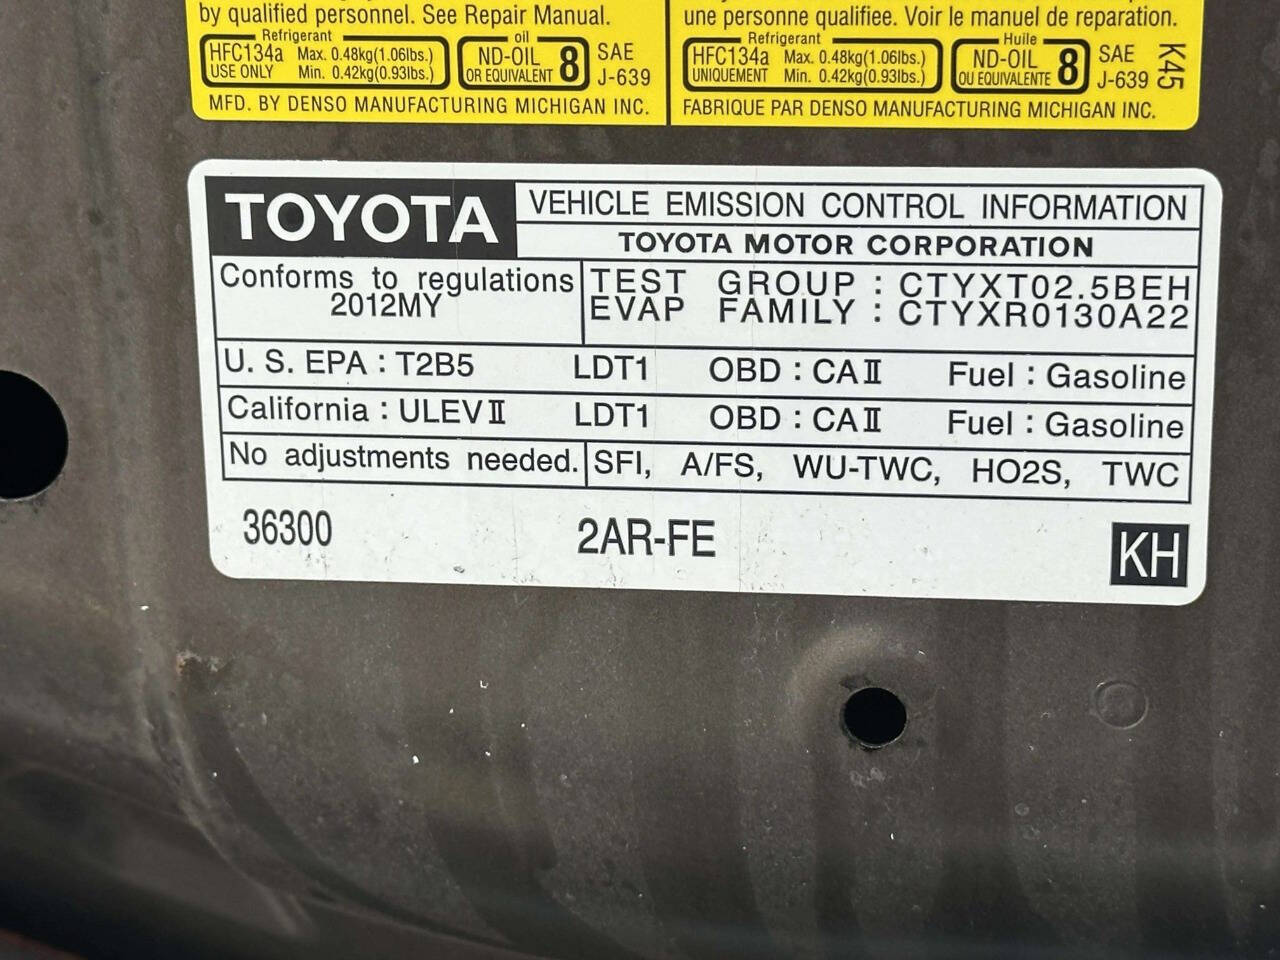 by qualified personnel. See Repair Manual.
Refrigerant
HFC134a Max. 0.48kg(1.06lbs.)
USE ONLY Min. 0.42kg(0.93lbs.)
oil
ND-OIL 8
OR EQUIVALENT
SAE
J-639
MFD. BY DENSO MANUFACTURING MICHIGAN INC.
une personne qualifiee. Voir le manuel de reparation.
Refrigerant
HFC134a Max. 0.48kg(1.06lbs.)
UNIQUEMENT Min. 0.42kg(0.93lbs.)
Huile
ND-OIL 8
OU EQUIVALENTE
SAE
J-639
K45
FABRIQUE PAR DENSO MANUFACTURING MICHIGAN INC.
TOYOTA
VEHICLE EMISSION CONTROL INFORMATION
TOYOTA MOTOR CORPORATION
Conforms to regulations
2012MY
TEST GROUP : CTYXT02.5BEH
EVAP FAMILY : CTYXR0130A22
U. S. EPA : T2B5 LDT1 OBD : CAⅡ Fuel : Gasoline
California : ULEVⅡ LDT1 OBD : CAⅡ Fuel : Gasoline
No adjustments needed. SFI, A/FS, WU-TWC, HO2S, TWC
36300 2AR-FE KH